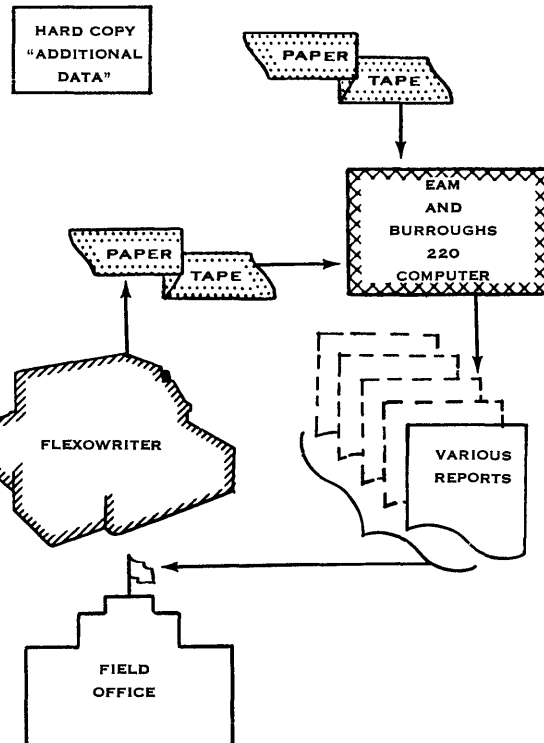 HARD COPY
“ADDITIONAL
DATA”
PAPER
TAPE
EAM
AND
BURROUGHS
220
COMPUTER
PAPER
TAPE
FLEXOWRITER
VARIOUS
REPORTS
FIELD
OFFICE